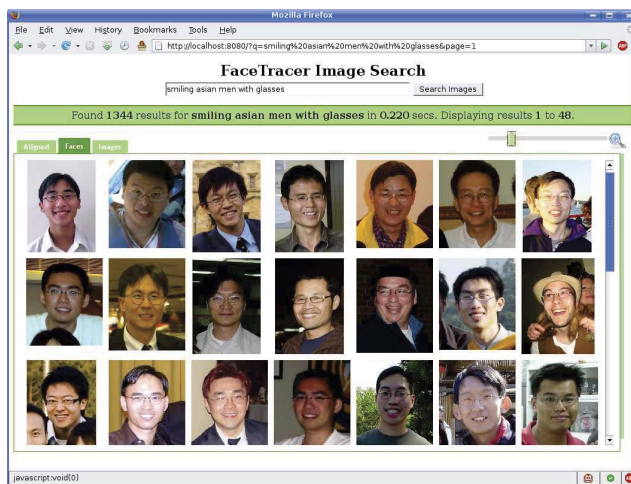 Mozilla Firefox
File Edit View History Bookmarks Tools Help
http://localhost:8080/?q=smiling%20asian%20men%20with%20glasses&page=1
FaceTracer Image Search
smiling asian men with glasses Search Images
Found 1344 results for smiling asian men with glasses in 0.220 secs. Displaying results 1 to 48.
Aligned Faces Images
javascript:void(0)